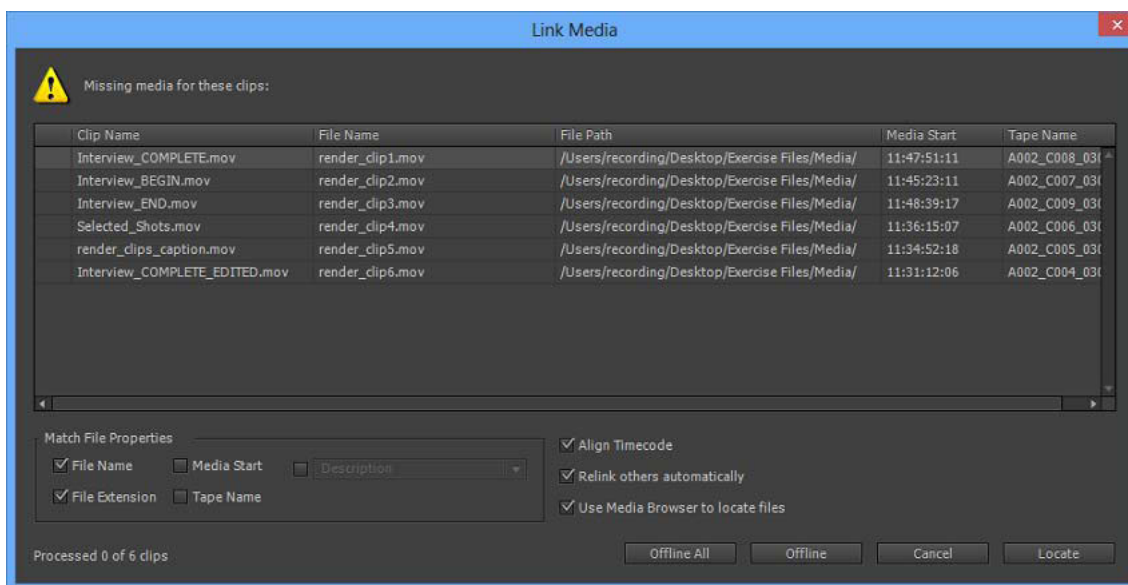 Link Media
Missing media for these clips:
Clip Name File Name File Path Media Start Tape Name
Interview_COMPLETE.mov render_clip1.mov /Users/recording/Desktop/Exercise Files/Media/ 11:47:51:11 A002_C008_030
Interview_BEGIN.mov render_clip2.mov /Users/recording/Desktop/Exercise Files/Media/ 11:45:23:11 A002_C007_030
Interview_END.mov render_clip3.mov /Users/recording/Desktop/Exercise Files/Media/ 11:48:39:17 A002_C009_030
Selected_Shots.mov render_clip4.mov /Users/recording/Desktop/Exercise Files/Media/ 11:36:15:07 A002_C006_030
render_clips_caption.mov render_clip5.mov /Users/recording/Desktop/Exercise Files/Media/ 11:34:52:18 A002_C005_030
Interview_COMPLETE_EDITED.mov render_clip6.mov /Users/recording/Desktop/Exercise Files/Media/ 11:31:12:06 A002_C004_030
Match File Properties
File Name Media Start Description
File Extension Tape Name
Align Timecode
Relink others automatically
Use Media Browser to locate files
Processed 0 of 6 clips
Offline All Offline Cancel Locate